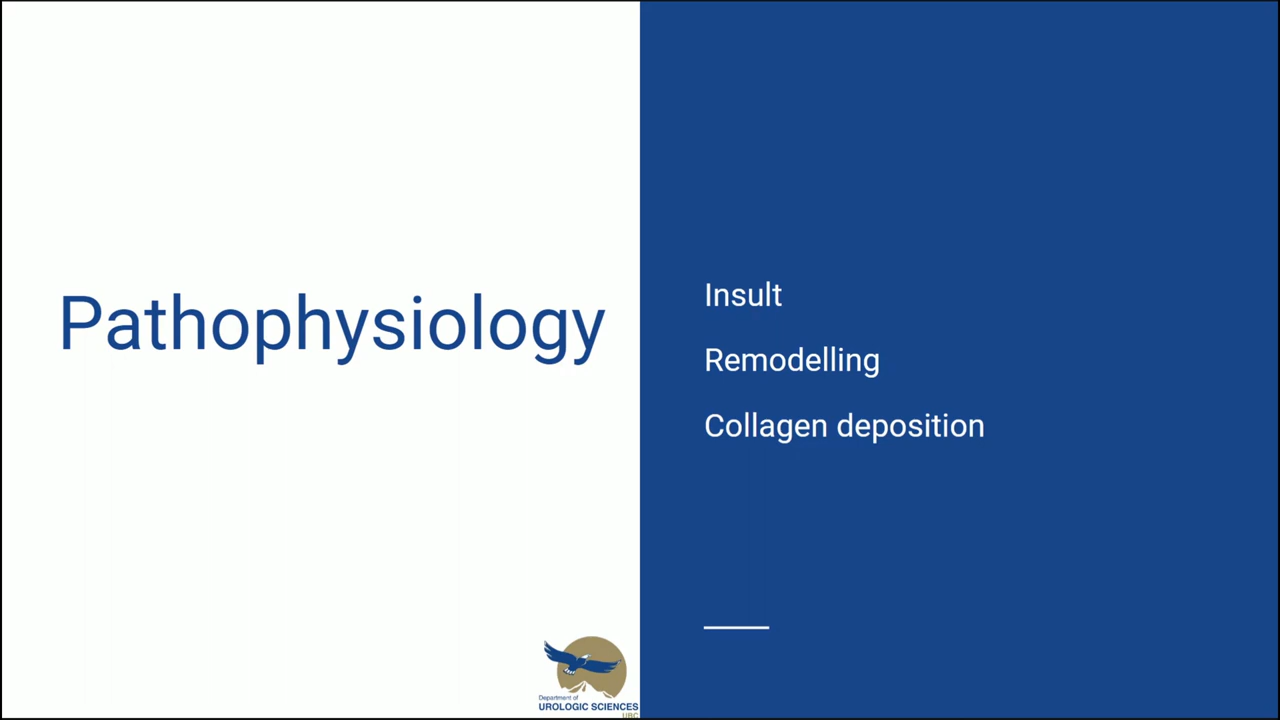 Pathophysiology
Insult
Remodelling
Collagen deposition
Department of
UROLOGIC SCIENCES
UBC